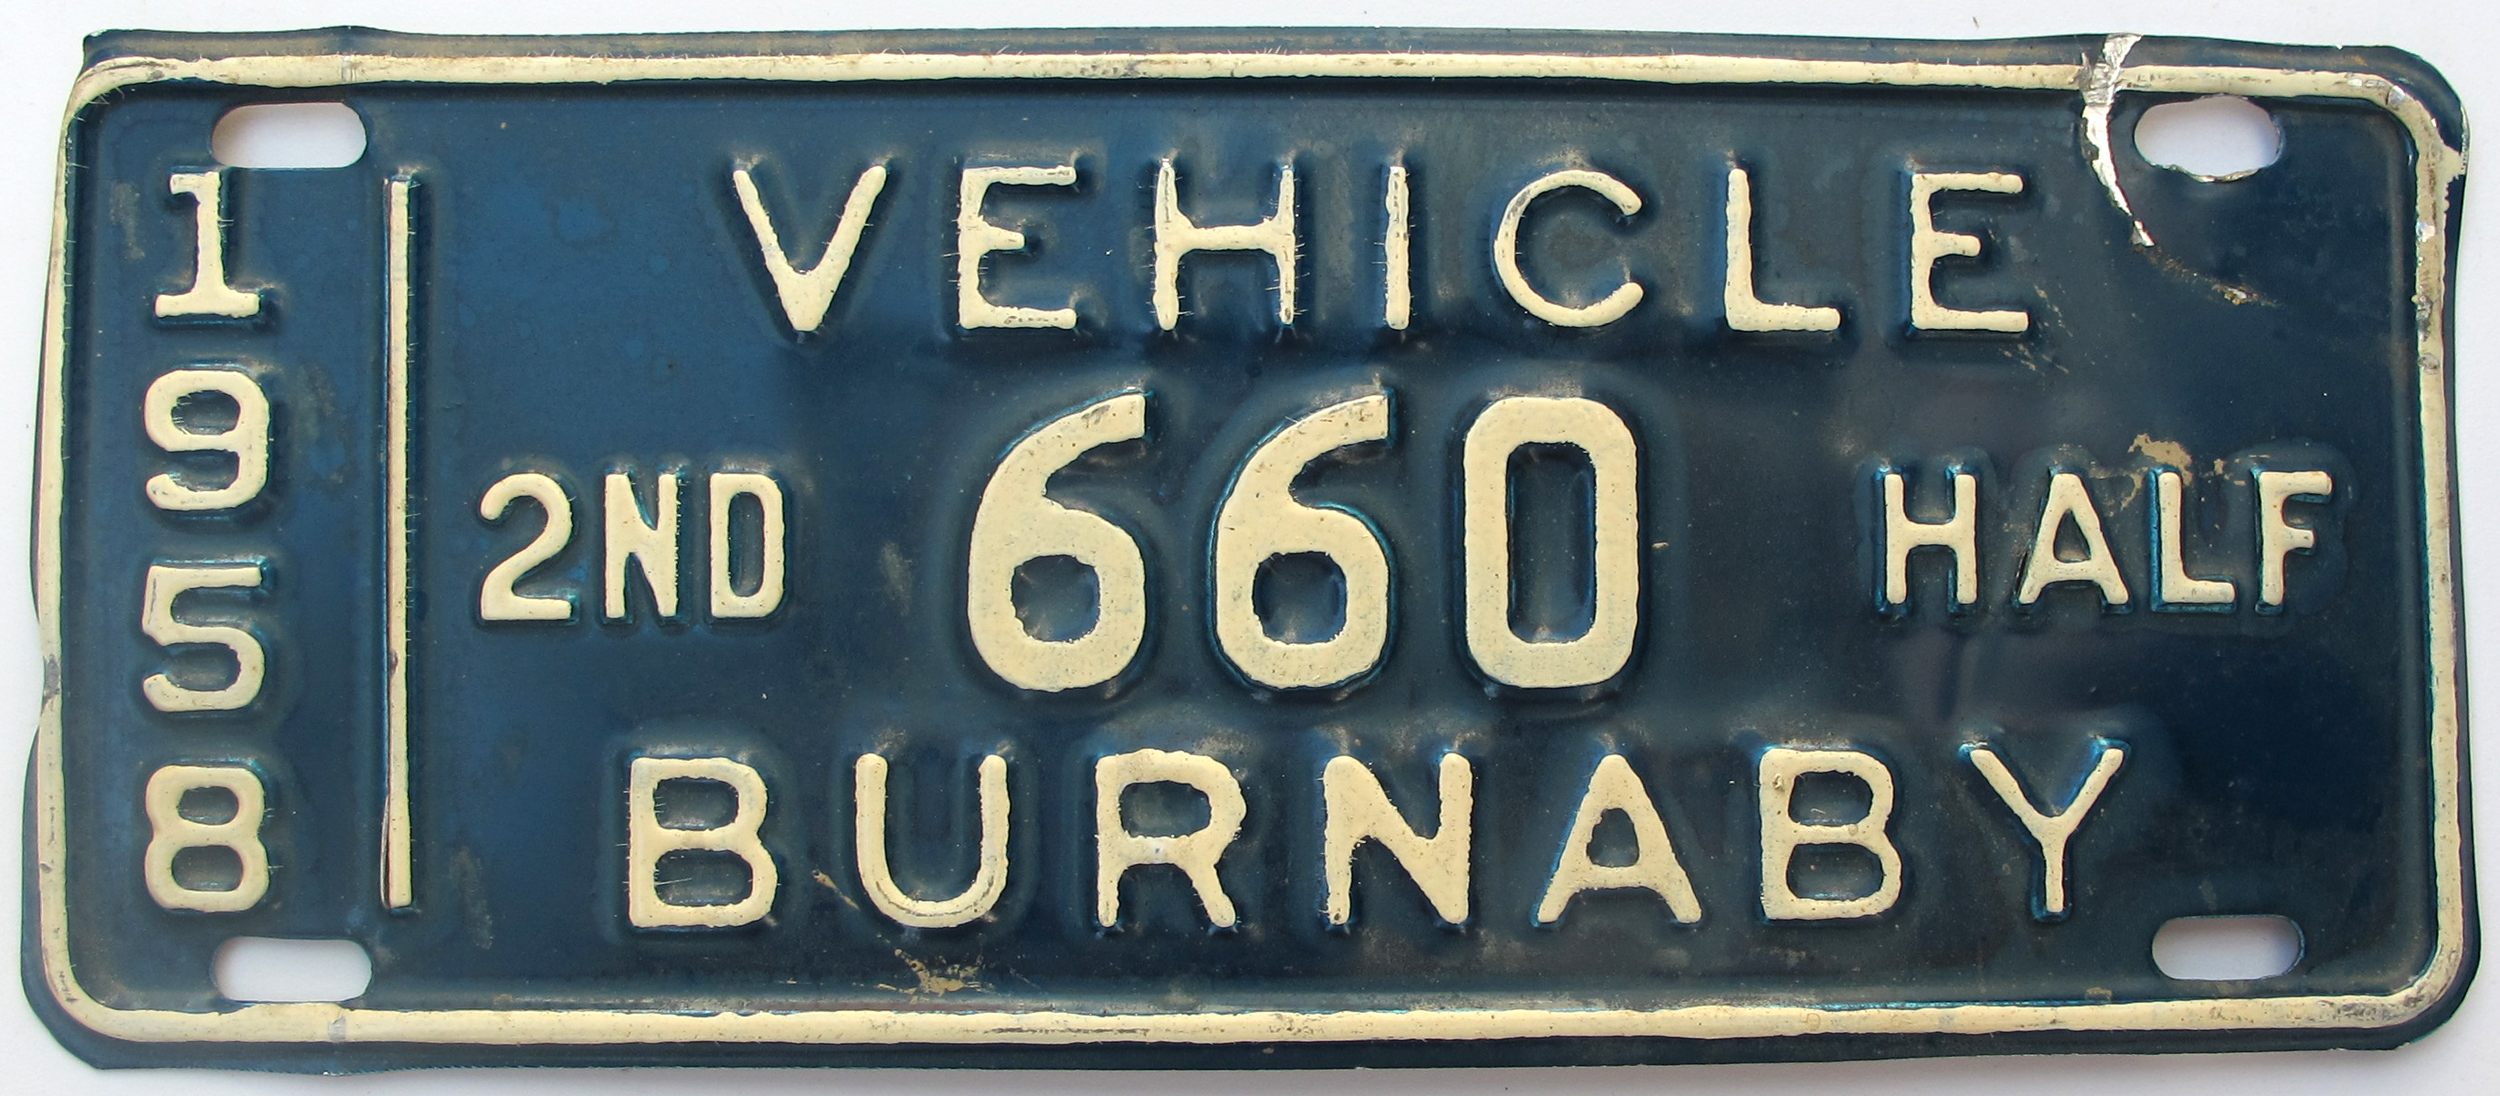 1958
VEHICLE
2ND 660 HALF
BURNABY